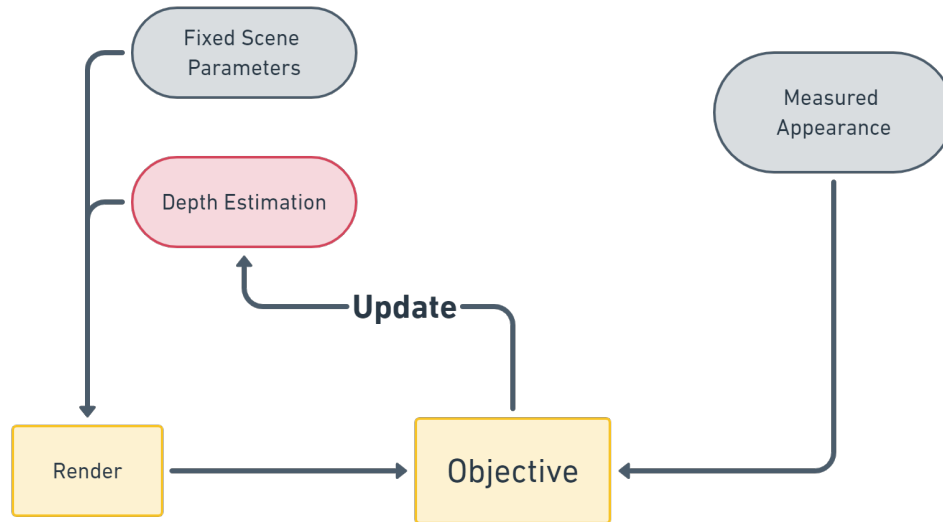 Fixed Scene
Parameters
Measured
Appearance
Depth Estimation
Update
Render
Objective